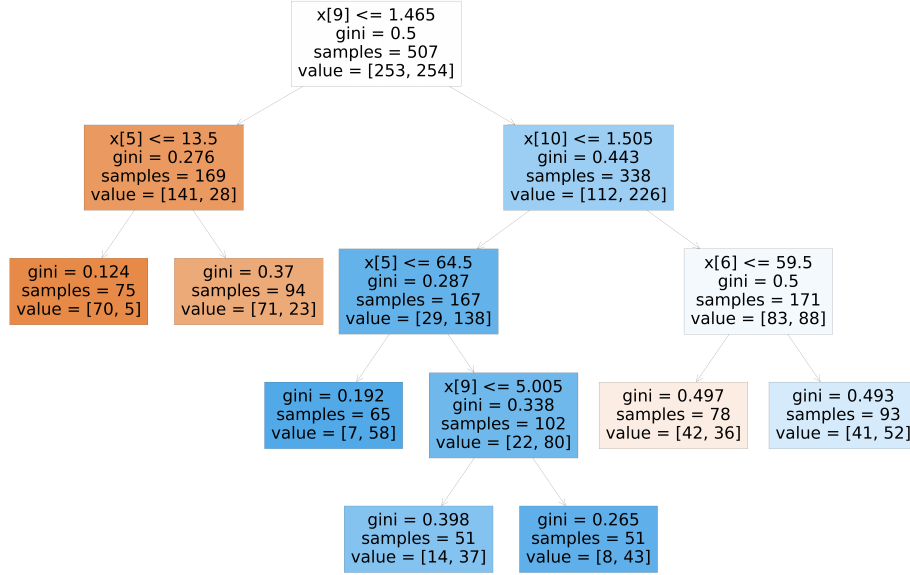 x[9] <= 1.465
gini = 0.5
samples = 507
value = [253, 254]
x[5] <= 13.5
gini = 0.276
samples = 169
value = [141, 28]
x[10] <= 1.505
gini = 0.443
samples = 338
value = [112, 226]
gini = 0.124
samples = 75
value = [70, 5]
gini = 0.37
samples = 94
value = [71, 23]
x[5] <= 64.5
gini = 0.287
samples = 167
value = [29, 138]
x[6] <= 59.5
gini = 0.5
samples = 171
value = [83, 88]
gini = 0.192
samples = 65
value = [7, 58]
x[9] <= 5.005
gini = 0.338
samples = 102
value = [22, 80]
gini = 0.497
samples = 78
value = [42, 36]
gini = 0.493
samples = 93
value = [41, 52]
gini = 0.398
samples = 51
value = [14, 37]
gini = 0.265
samples = 51
value = [8, 43]